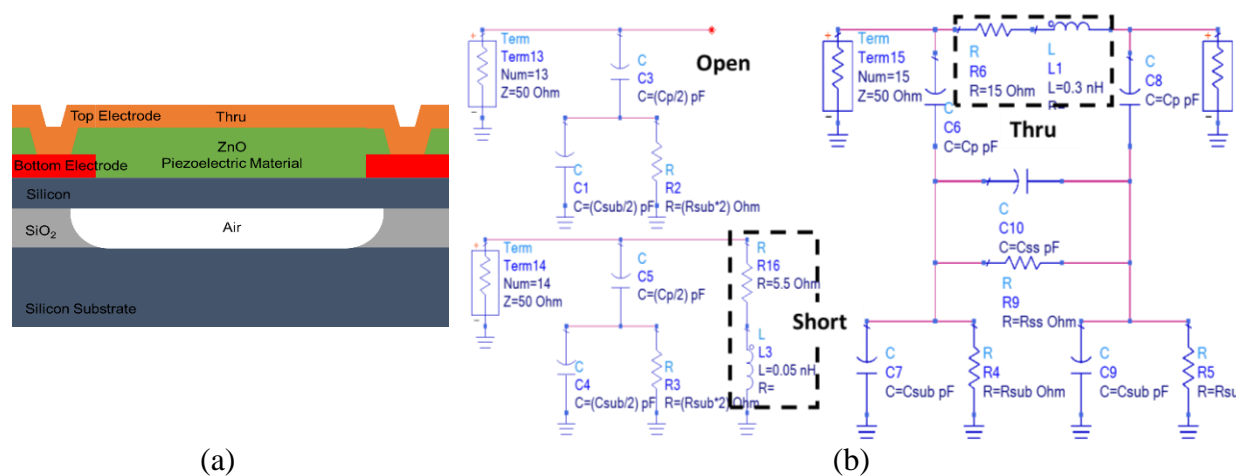 Top Electrode
Thru
ZnO
Bottom Electrode
Piezoelectric Material
Silicon
SiO2
Air
Silicon Substrate
(a)
Term
Term13
Num=13
Z=50 Ohm
C
C3
C=(Cp/2) pF
Open
C
C1
C=(Csub/2) pF
R
R2
R=(Rsub*2) Ohm
Term
Term14
Num=14
Z=50 Ohm
C
C5
C=(Cp/2) pF
R
R16
R=5.5 Ohm
Short
L
L3
L=0.05 nH
R=
C
C4
C=(Csub/2) pF
R
R3
R=(Rsub*2) Ohm
Term
Term15
Num=15
Z=50 Ohm
R
R6
R=15 Ohm
L
L1
L=0.3 nH
R=
Thru
C
C8
C=Cp pF
C
C6
C=Cp pF
C
C10
C=Css pF
R
R9
R=Rss Ohm
C
C7
C=Csub pF
R
R4
R=Rsub Ohm
C
C9
C=Csub pF
R
R5
R=Rsu
(b)